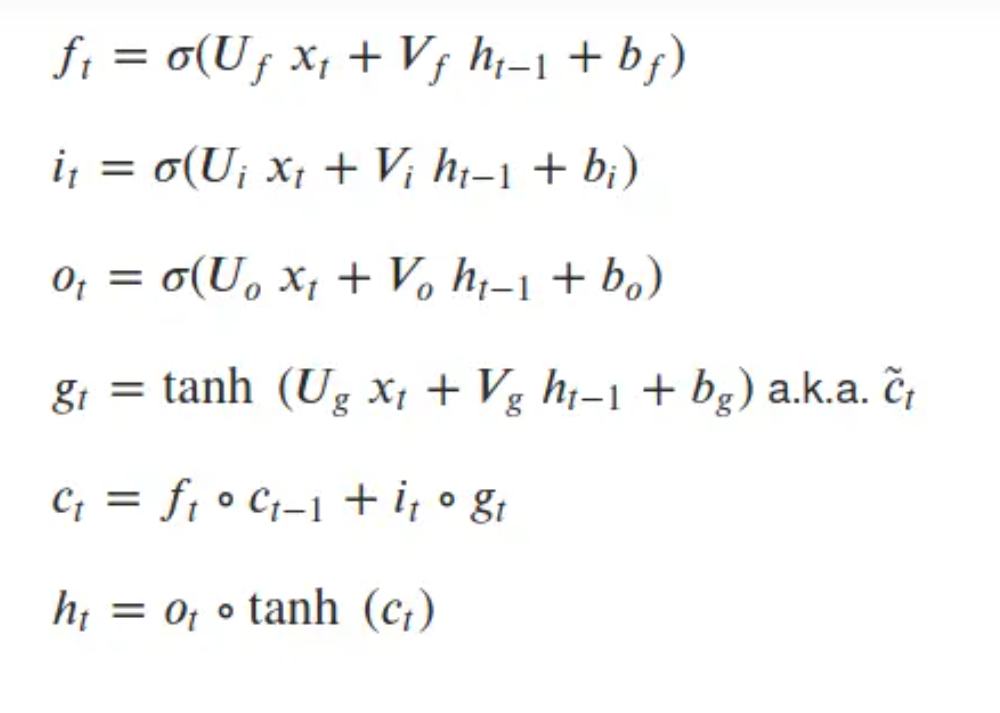 f_t = σ(U_f x_t + V_f h_{t−1} + b_f)
i_t = σ(U_i x_t + V_i h_{t−1} + b_i)
o_t = σ(U_o x_t + V_o h_{t−1} + b_o)
g_t = tanh (U_g x_t + V_g h_{t−1} + b_g) a.k.a. c̃_t
c_t = f_t ∘ c_{t−1} + i_t ∘ g_t
h_t = o_t ∘ tanh (c_t)